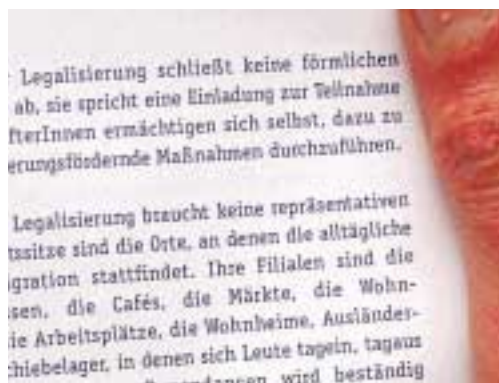 Legalisierung schließt keine förmlichen
ab, sie spricht eine Einladung zur Teilnahme
fterInnen ermächtigen sich selbst, dazu zu
erungsfördernde Maßnahmen durchzuführen.
Legalisierung braucht keine repräsentativen
tssitze sind die Orte, an denen die alltägliche
gration stattfindet. Ihre Filialen sind die
sen, die Cafés, die Märkte, die Wohn-
ie Arbeitsplätze, die Wohnheime, Ausländer-
chiebelager, in denen sich Leute tagein, tagaus
wird beständig